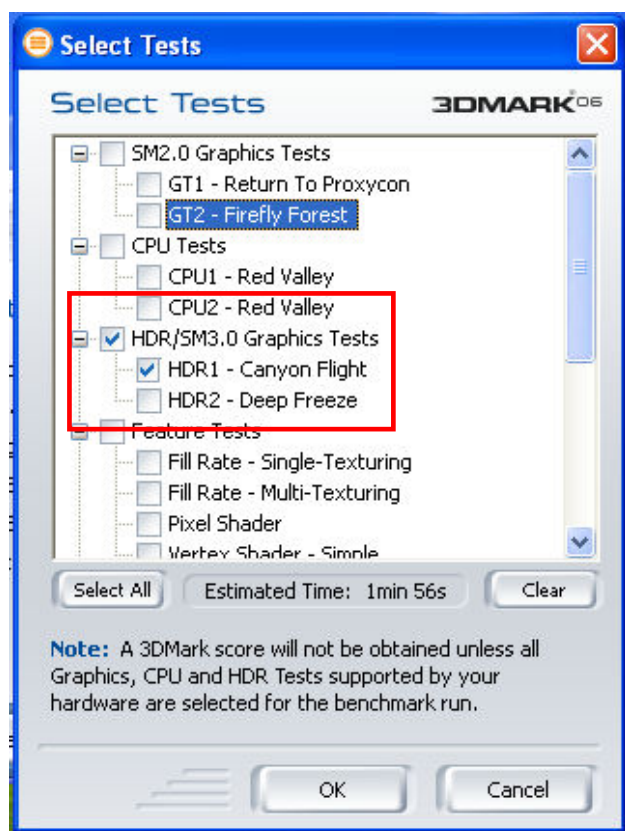 Select Tests
Select Tests 3DMARK®06
SM2.0 Graphics Tests
GT1 - Return To Proxycon
GT2 - Firefly Forest
CPU Tests
CPU1 - Red Valley
CPU2 - Red Valley
HDR/SM3.0 Graphics Tests
HDR1 - Canyon Flight
HDR2 - Deep Freeze
Feature Tests
Fill Rate - Single-Texturing
Fill Rate - Multi-Texturing
Pixel Shader
Vertex Shader - Simple
Select All Estimated Time: 1min 56s Clear
Note: A 3DMark score will not be obtained unless all
Graphics, CPU and HDR Tests supported by your
hardware are selected for the benchmark run.
OK Cancel